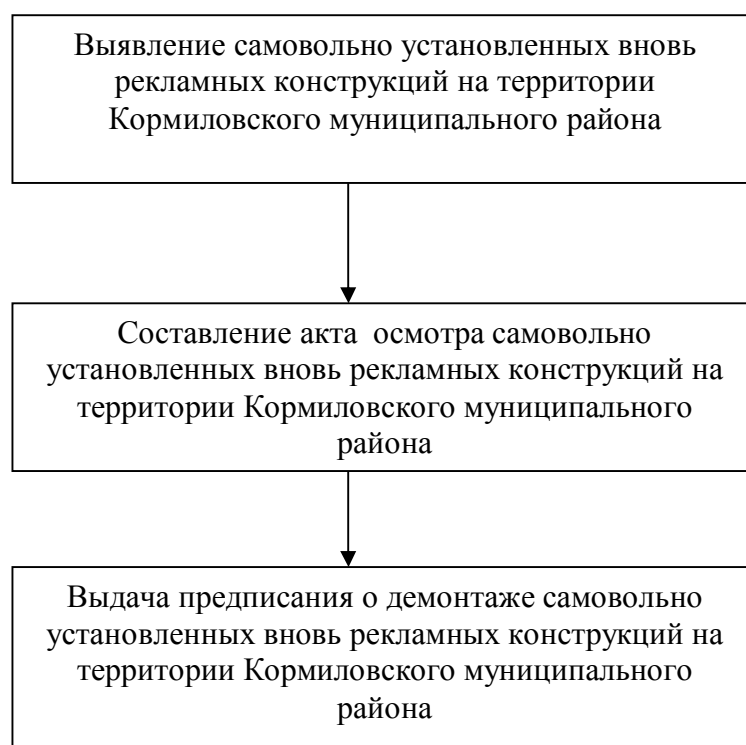 Выявление самовольно установленных вновь
рекламных конструкций на территории
Кормиловского муниципального района
Составление акта осмотра самовольно
установленных вновь рекламных конструкций на
территории Кормиловского муниципального
района
Выдача предписания о демонтаже самовольно
установленных вновь рекламных конструкций на
территории Кормиловского муниципального
района